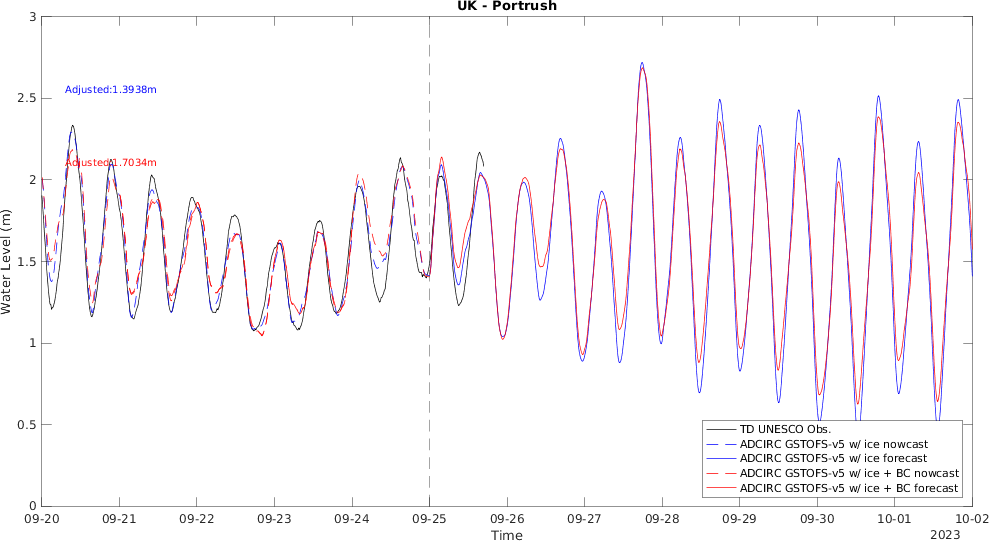 UK - Portrush
3
2.5
2
1.5
1
0.5
0
Water Level (m)
Adjusted:1.3938m
Adjusted:1.7034m
TD UNESCO Obs.
ADCIRC GSTOFS-v5 w/ ice nowcast
ADCIRC GSTOFS-v5 w/ ice forecast
ADCIRC GSTOFS-v5 w/ ice + BC nowcast
ADCIRC GSTOFS-v5 w/ ice + BC forecast
09-20 09-21 09-22 09-23 09-24 09-25 09-26 09-27 09-28 09-29 09-30 10-01 10-02
Time
2023